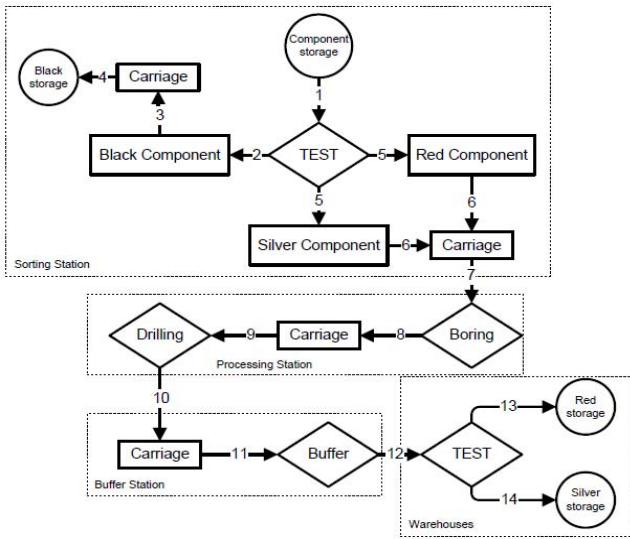 Component
storage
Black
storage
4
Carriage
1
3
Black Component
2
TEST
5
Red Component
5
6
Silver Component
6
Carriage
Sorting Station
7
Drilling
9
Carriage
8
Boring
Processing Station
10
13
Red
storage
Carriage
11
Buffer
12
TEST
Buffer Station
14
Silver
storage
Warehouses